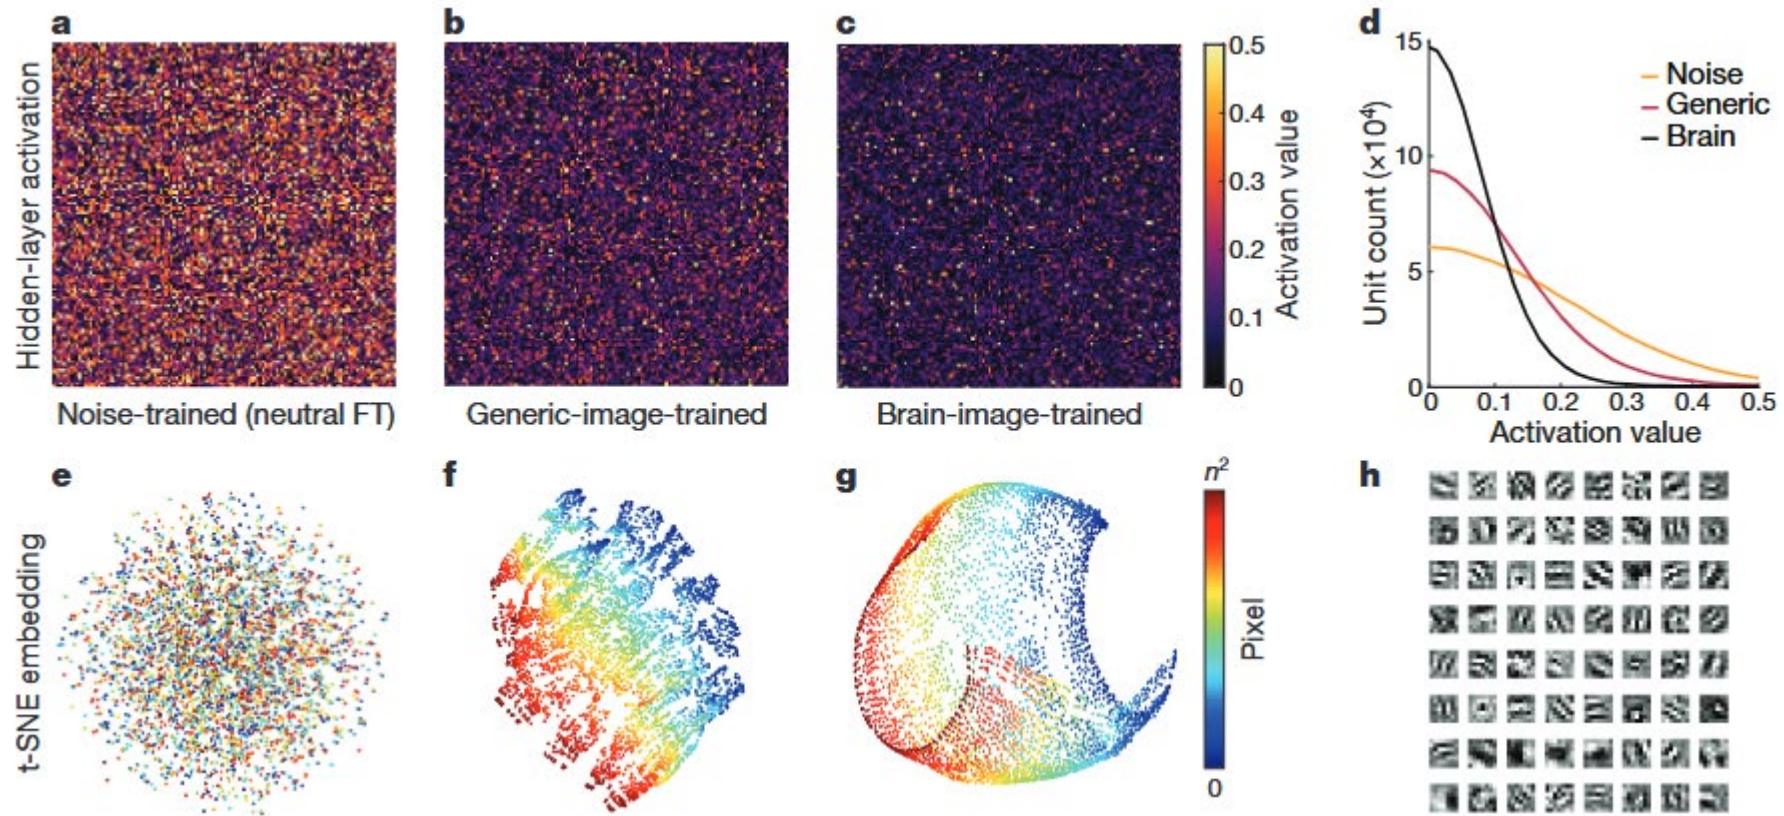 a
b
c
d
Hidden-layer activation
0.5
0.4
0.3
0.2
0.1
0
Activation value
Noise-trained (neutral FT)
Generic-image-trained
Brain-image-trained
15
10
5
0
Unit count (×10⁴)
Noise
Generic
Brain
0 0.1 0.2 0.3 0.4 0.5
Activation value
e
f
g
h
t-SNE embedding
n²
Pixel
0